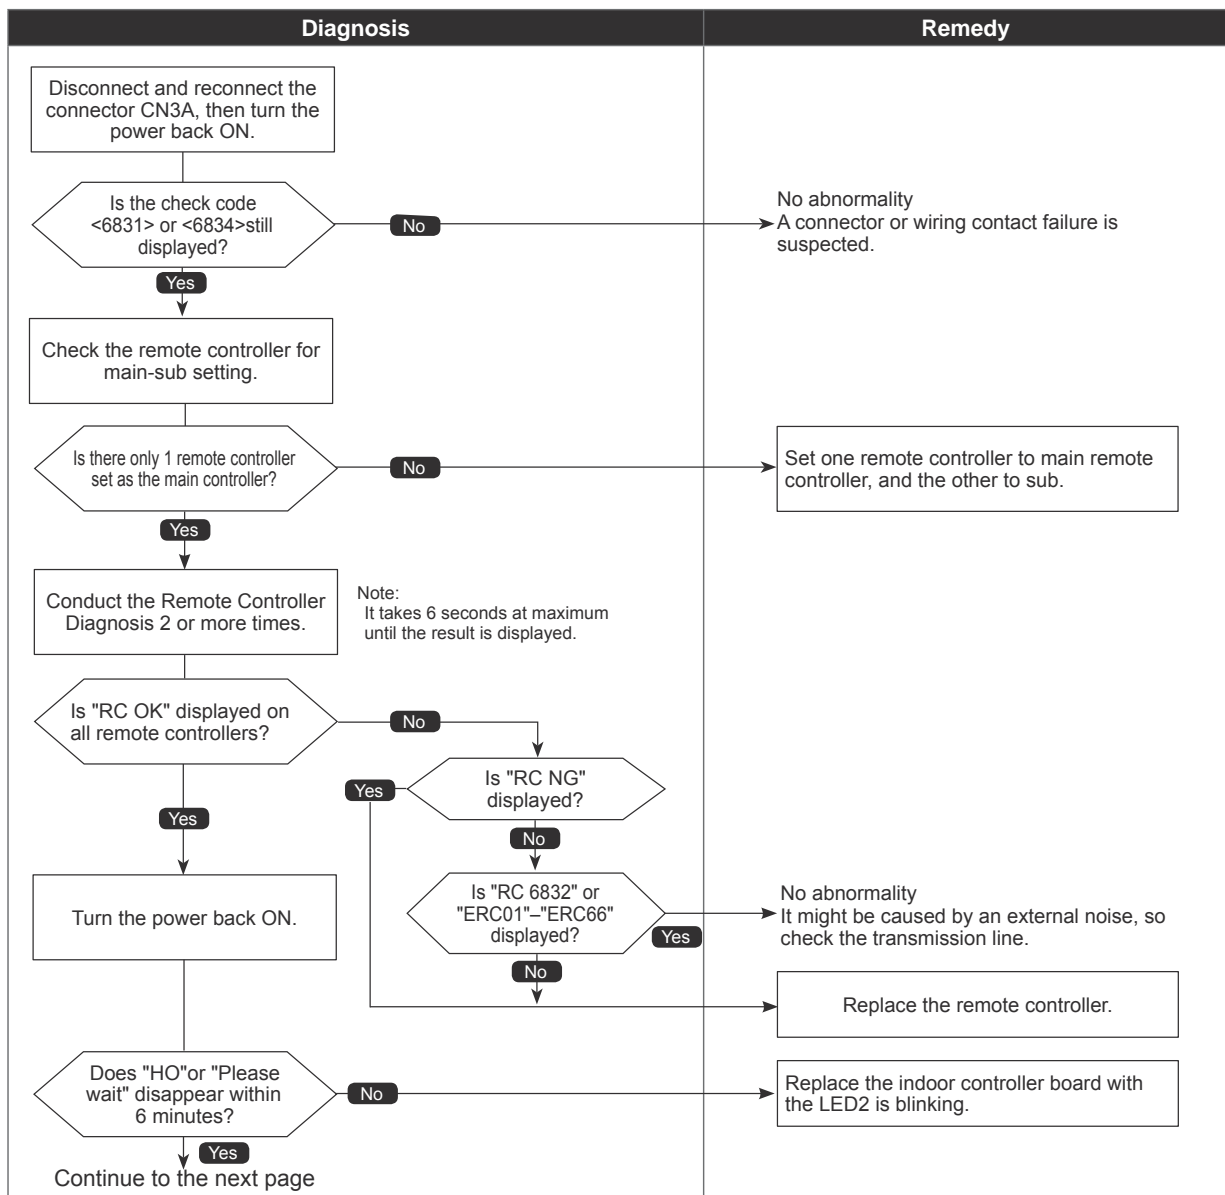 Diagnosis
Remedy
Disconnect and reconnect the
connector CN3A, then turn the
power back ON.
Is the check code
<6831> or <6834>still
displayed?
No
No abnormality
A connector or wiring contact failure is
suspected.
Yes
Check the remote controller for
main-sub setting.
Is there only 1 remote controller
set as the main controller?
No
Set one remote controller to main remote
controller, and the other to sub.
Yes
Conduct the Remote Controller
Diagnosis 2 or more times.
Note:
It takes 6 seconds at maximum
until the result is displayed.
Is "RC OK" displayed on
all remote controllers?
No
Is "RC NG"
displayed?
Yes
No
Yes
Is "RC 6832" or
"ERC01"–"ERC66"
displayed?
Yes
No abnormality
It might be caused by an external noise, so
check the transmission line.
No
Turn the power back ON.
Replace the remote controller.
Does "HO"or "Please
wait" disappear within
6 minutes?
No
Replace the indoor controller board with
the LED2 is blinking.
Yes
Continue to the next page